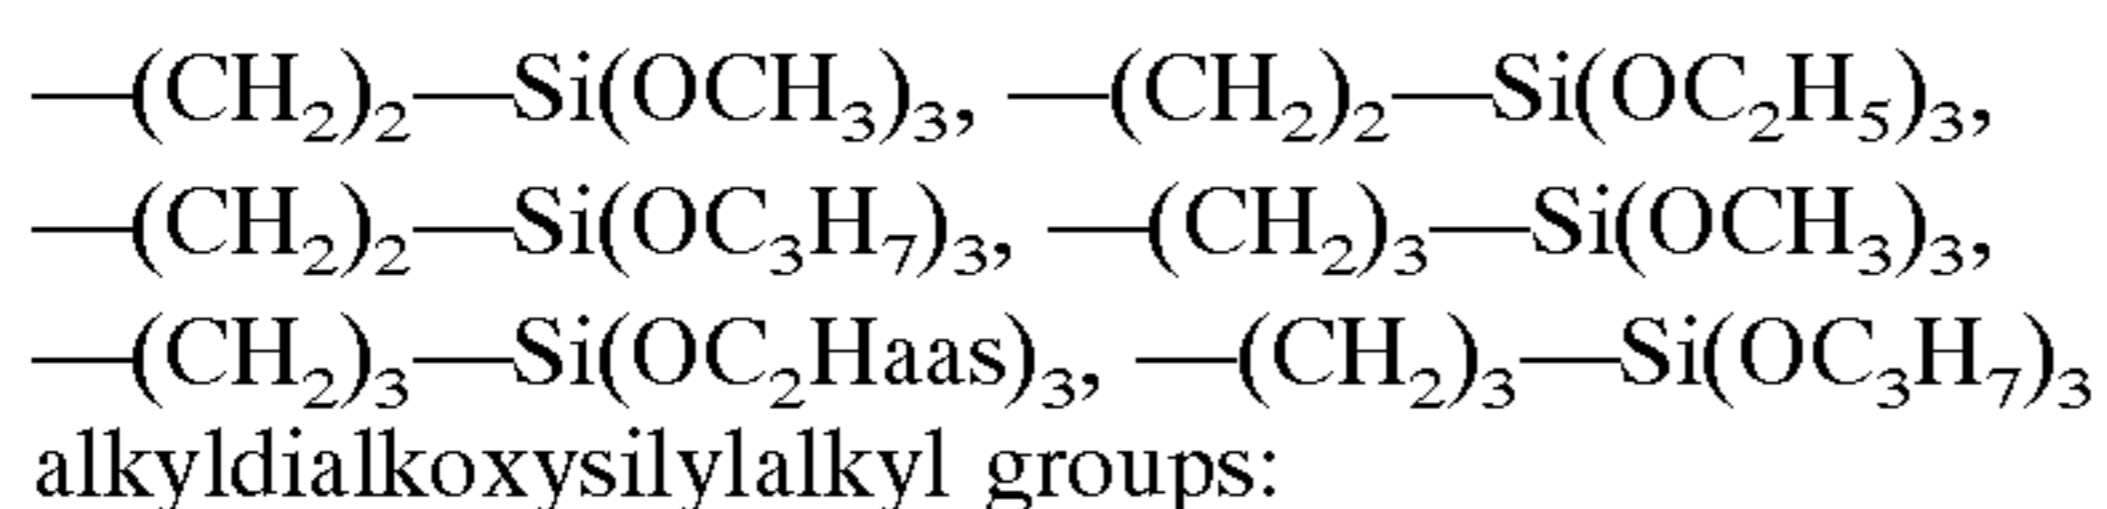 —(CH₂)₂—Si(OCH₃)₃, —(CH₂)₂—Si(OC₂H₅)₃,
—(CH₂)₂—Si(OC₃H₇)₃, —(CH₂)₃—Si(OCH₃)₃,
—(CH₂)₃—Si(OC₂Haas)₃, —(CH₂)₃—Si(OC₃H₇)₃
alkyldialkoxysilylalkyl groups: